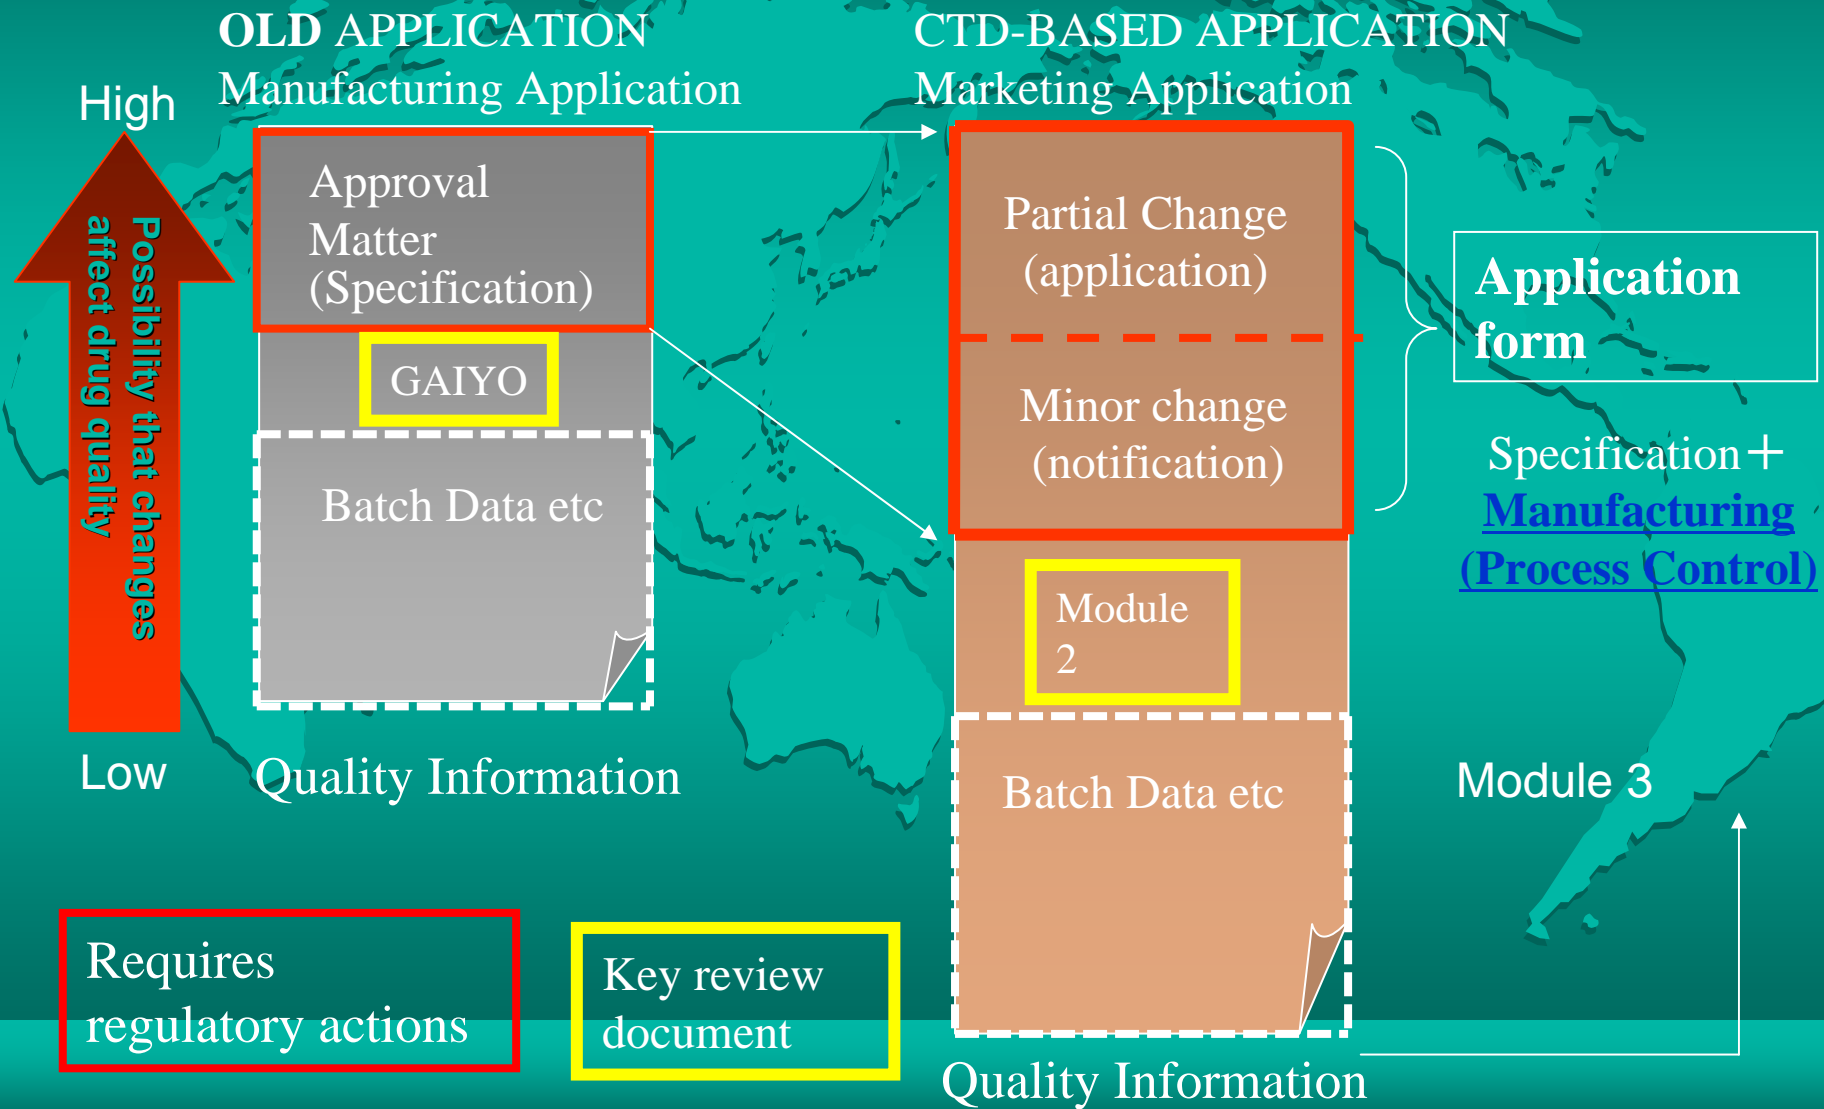 OLD APPLICATION
Manufacturing Application
CTD-BASED APPLICATION
Marketing Application
High
Possibility that changes
affect drug quality
Low
Approval
Matter
(Specification)
GAIYO
Batch Data etc
Quality Information
Partial Change
(application)
Minor change
(notification)
Module
2
Batch Data etc
Quality Information
Application
form
Specification+
Manufacturing
(Process Control)
Module 3
Requires
regulatory actions
Key review
document